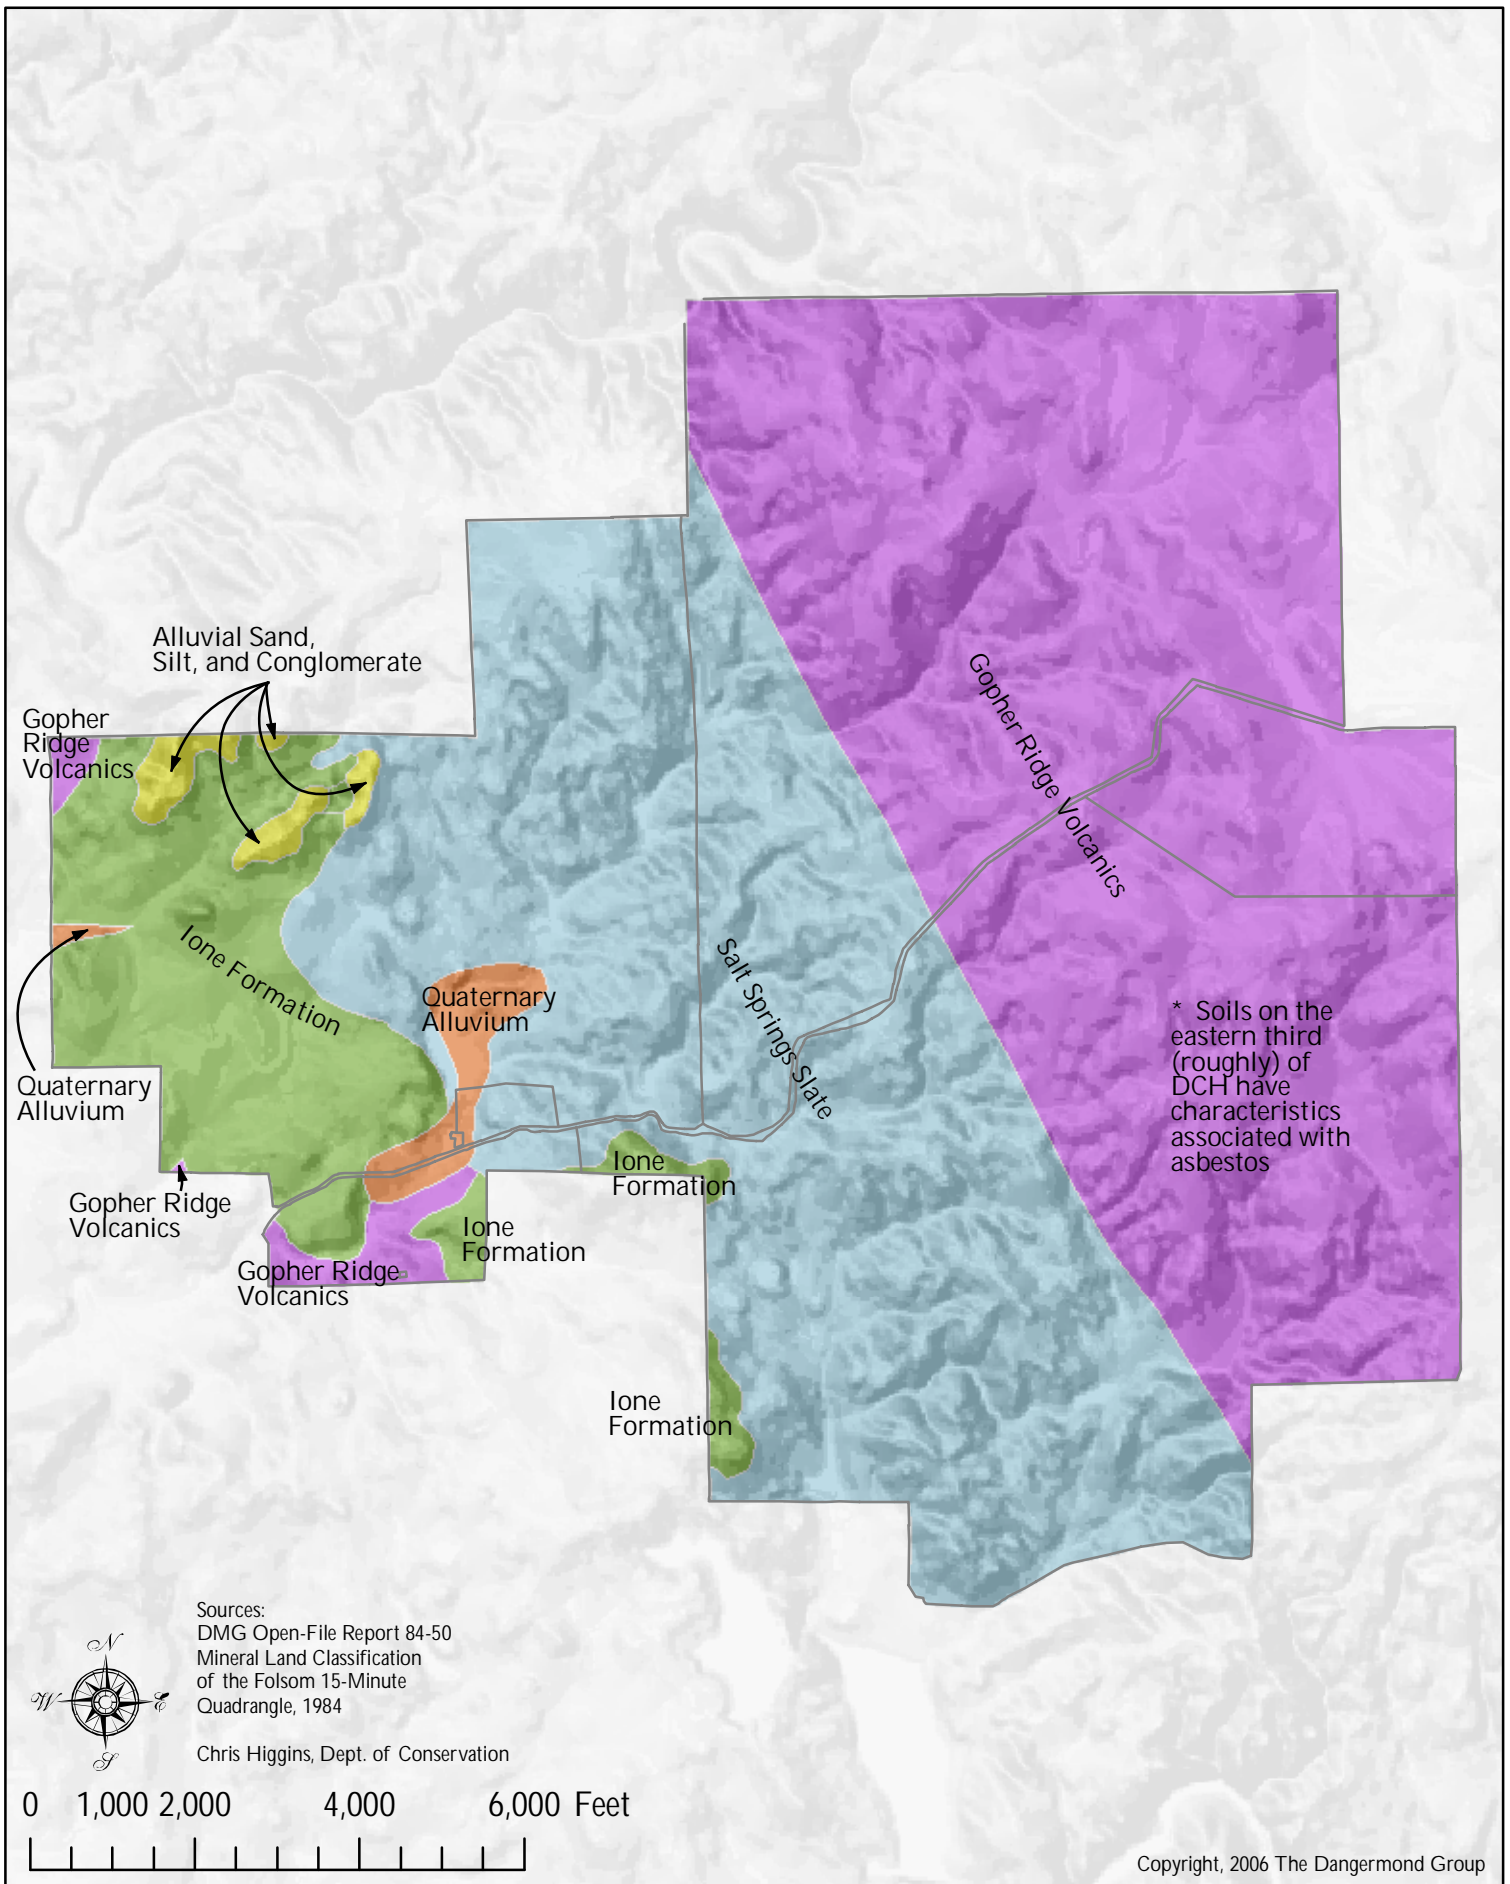 Alluvial Sand,
Silt, and Conglomerate
Gopher
Ridge
Volcanics
Gopher Ridge Volcanics
Ione Formation
Quaternary
Alluvium
Salt Springs Slate
* Soils on the
eastern third
(roughly) of
DCH have
characteristics
associated with
asbestos
Quaternary
Alluvium
Ione
Formation
Gopher Ridge
Volcanics
Ione
Formation
Gopher Ridge
Volcanics
Ione
Formation
Sources:
DMG Open-File Report 84-50
Mineral Land Classification
of the Folsom 15-Minute
Quadrangle, 1984
Chris Higgins, Dept. of Conservation
N
W
E
S
0 1,000 2,000 4,000 6,000 Feet
Copyright, 2006 The Dangermond Group